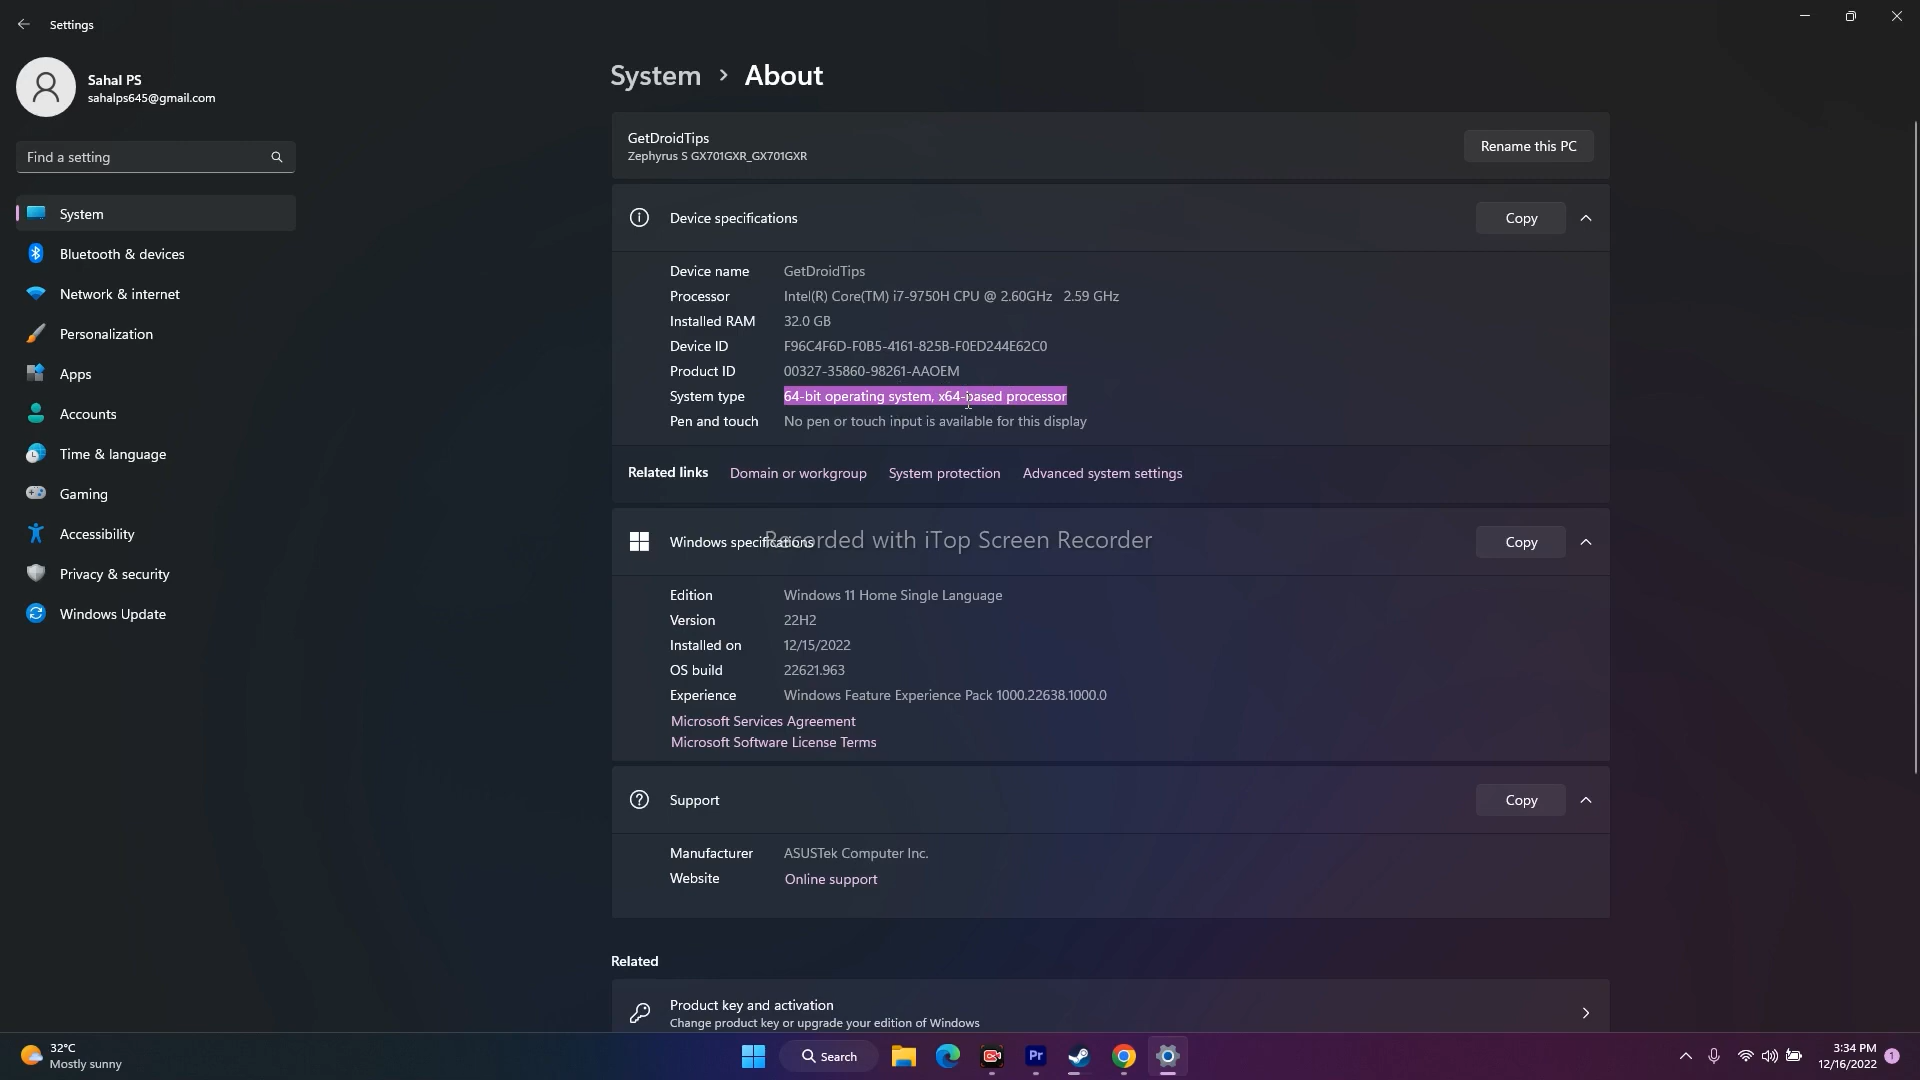 Settings
Sahal PS
sahalps645@gmail.com
Find a setting
System
Bluetooth & devices
Network & internet
Personalization
Apps
Accounts
Time & language
Gaming
Accessibility
Privacy & security
Windows Update
System > About
GetDroidTips
Zephyrus S GX701GXR_GX701GXR
Rename this PC
Device specifications
Copy
Device name GetDroidTips
Processor Intel(R) Core(TM) i7-9750H CPU @ 2.60GHz 2.59 GHz
Installed RAM 32.0 GB
Device ID F96C4F6D-F0B5-4161-825B-F0ED244E62C0
Product ID 00327-35860-98261-AAOEM
System type 64-bit operating system, x64-based processor
Pen and touch No pen or touch input is available for this display
Related links Domain or workgroup System protection Advanced system settings
Windows specifications
Recorded with iTop Screen Recorder
Copy
Edition Windows 11 Home Single Language
Version 22H2
Installed on 12/15/2022
OS build 22621.963
Experience Windows Feature Experience Pack 1000.22638.1000.0
Microsoft Services Agreement
Microsoft Software License Terms
Support
Copy
Manufacturer ASUSTek Computer Inc.
Website Online support
Related
Product key and activation
Change product key or upgrade your edition of Windows
32°C
Mostly sunny
Search
Pr
3:34 PM
12/16/2022
1